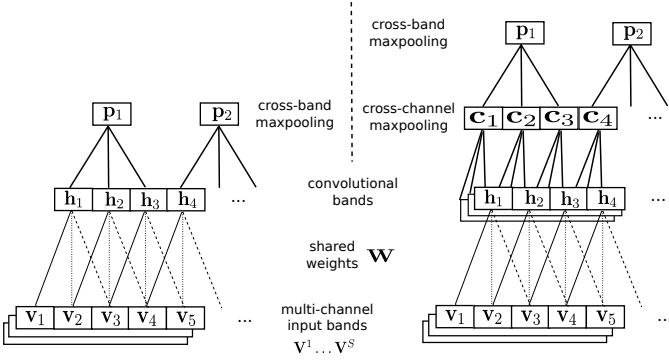 cross-band
maxpooling
p₁
p₂
p₁
p₂
cross-band
maxpooling
cross-channel
maxpooling
c₁ c₂ c₃ c₄ ...
h₁ h₂ h₃ h₄ ...
convolutional
bands
h₁ h₂ h₃ h₄ ...
shared
weights W
v₁ v₂ v₃ v₄ v₅ ...
multi-channel
input bands
V¹...Vˢ
v₁ v₂ v₃ v₄ v₅ ...